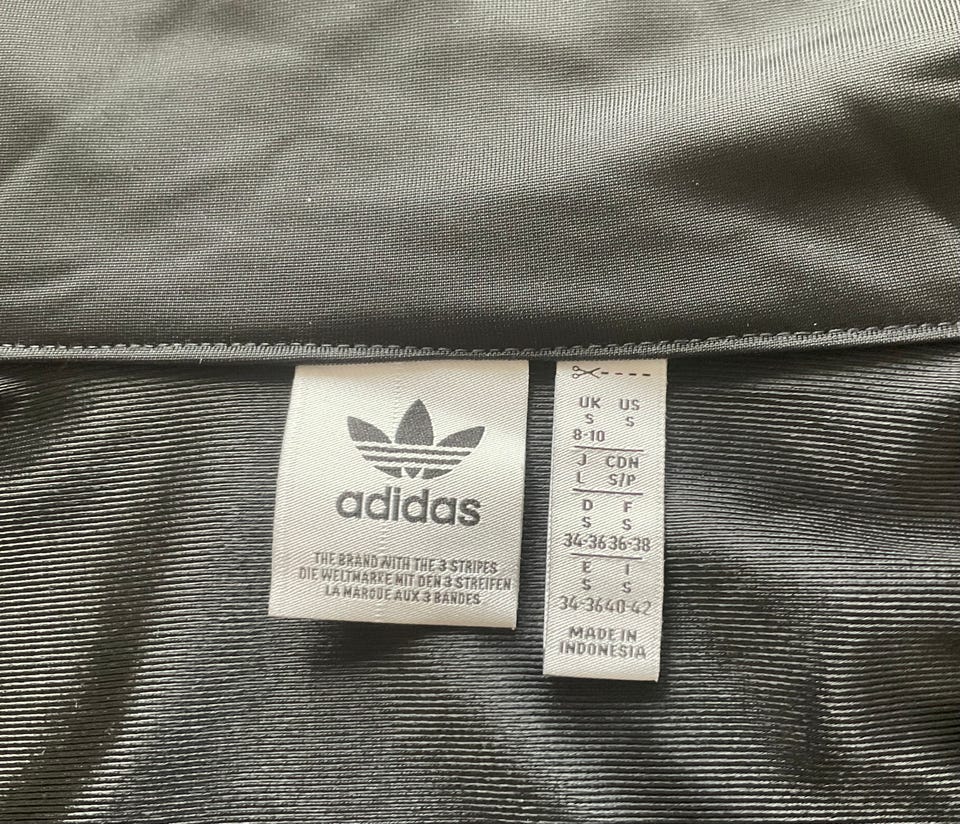 adidas
THE BRAND WITH THE 3 STRIPES
DIE WELTMARKE MIT DEN 3 STREIFEN
LA MARQUE AUX 3 BANDES
UK US
S S
8-10
J CDN
L S/P
D F
S S
34-36 36-38
E I
S S
34-36 40-42
MADE IN
INDONESIA